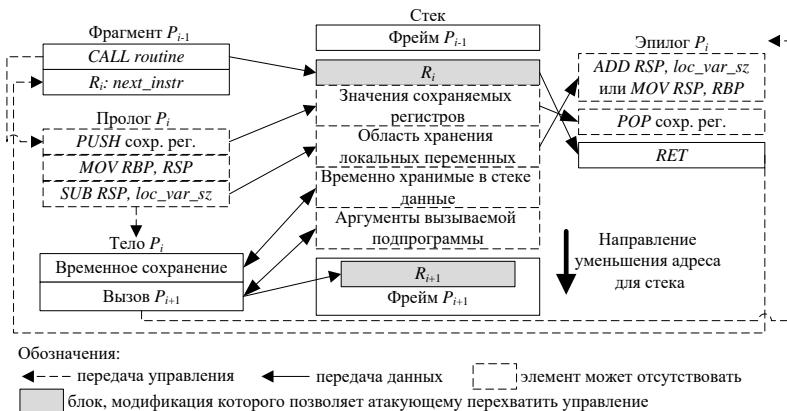 Фрагмент P_{i-1}
CALL routine
R_i: next_instr
Пролог P_i
PUSH сохр. рег.
MOV RBP, RSP
SUB RSP, loc_var_sz
Тело P_i
Временное сохранение
Вызов P_{i+1}
Стек
Фрейм P_{i-1}
R_i
Значения сохраняемых
регистров
Область хранения
локальных переменных
Временно хранимые в стеке
данные
Аргументы вызываемой
подпрограммы
R_{i+1}
Фрейм P_{i+1}
Эпилог P_i
ADD RSP, loc_var_sz
или MOV RSP, RBP
POP сохр. рег.
RET
Направление
уменьшения адреса
для стека
Обозначения:
передача управления
передача данных
элемент может отсутствовать
блок, модификация которого позволяет атакующему перехватить управление